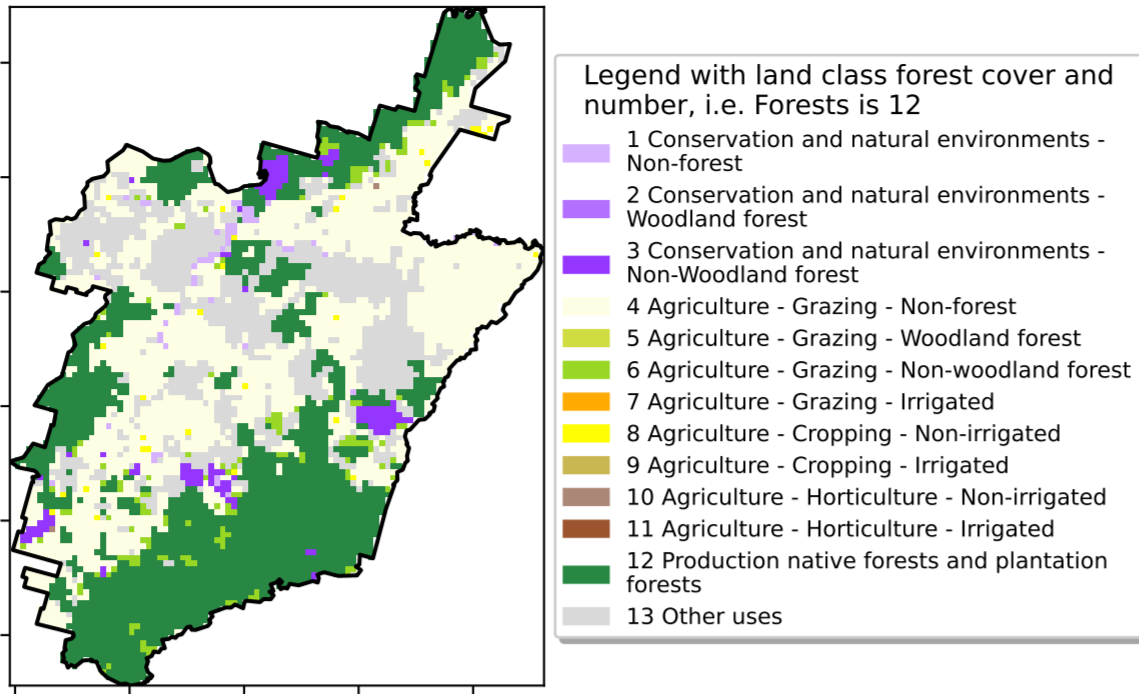 Legend with land class forest cover and
number, i.e. Forests is 12
1 Conservation and natural environments -
Non-forest
2 Conservation and natural environments -
Woodland forest
3 Conservation and natural environments -
Non-Woodland forest
4 Agriculture - Grazing - Non-forest
5 Agriculture - Grazing - Woodland forest
6 Agriculture - Grazing - Non-woodland forest
7 Agriculture - Grazing - Irrigated
8 Agriculture - Cropping - Non-irrigated
9 Agriculture - Cropping - Irrigated
10 Agriculture - Horticulture - Non-irrigated
11 Agriculture - Horticulture - Irrigated
12 Production native forests and plantation
forests
13 Other uses